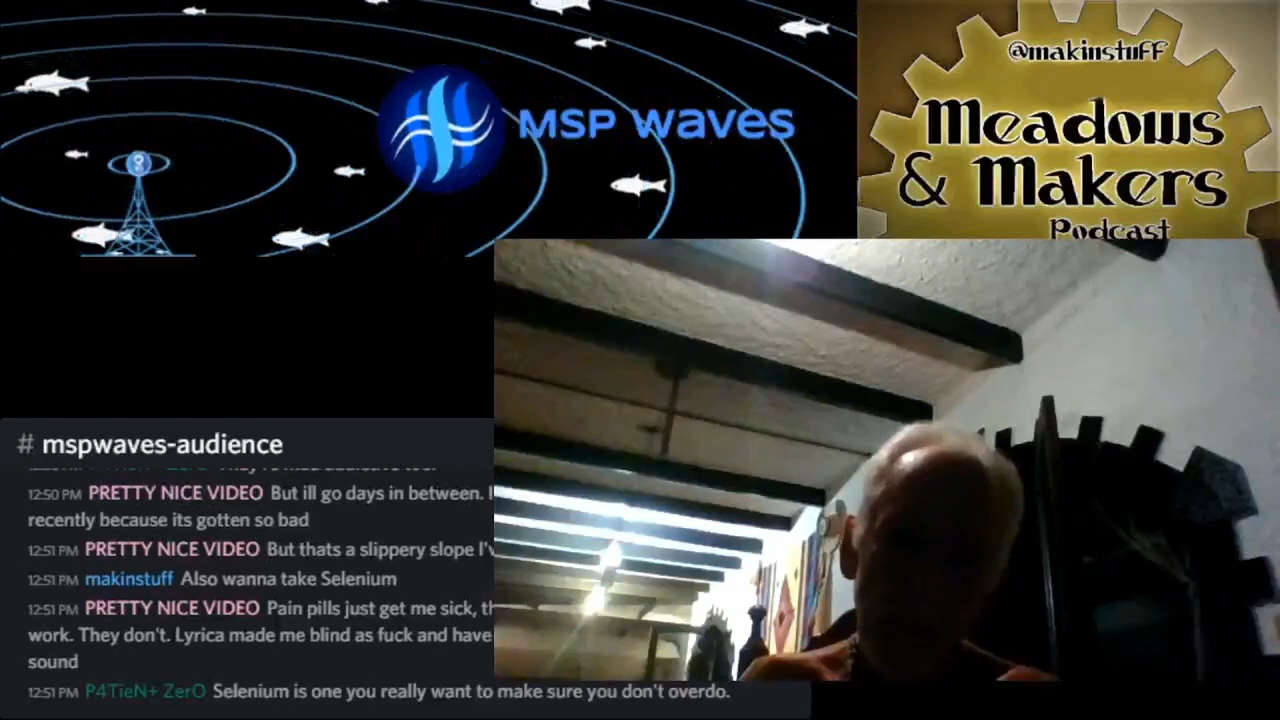 MSP WAVES
@makinstuff
Meadows
& Makers
Podcast
# mspwaves-audience
12:50 PM PRETTY NICE VIDEO But ill go days in between. I
recently because its gotten so bad
12:51 PM PRETTY NICE VIDEO But thats a slippery slope I'v
12:51 PM makinstuff Also wanna take Selenium
12:51 PM PRETTY NICE VIDEO Pain pills just get me sick, th
work. They don't. Lyrica made me blind as fuck and have
sound
12:51 PM P4TieN+ ZerO Selenium is one you really want to make sure you don't overdo.